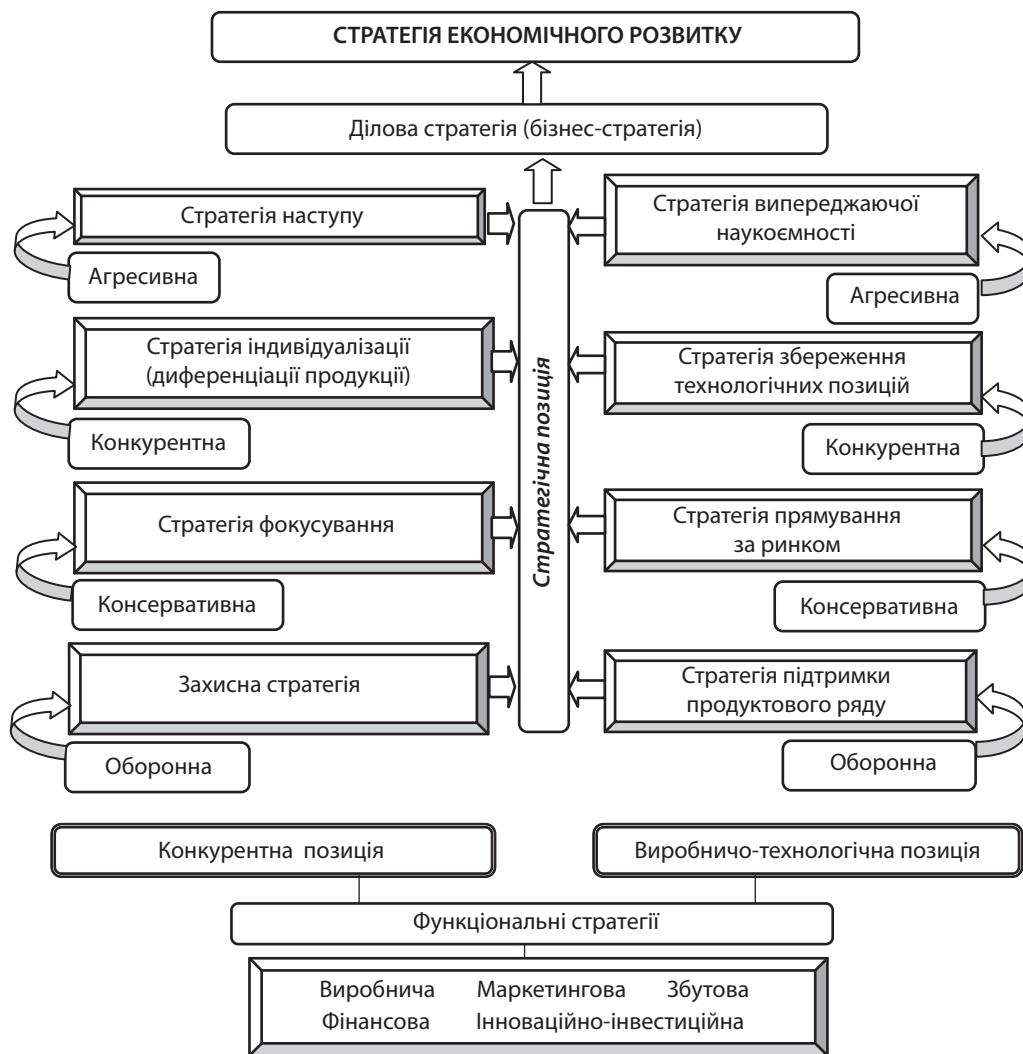 СТРАТЕГІЯ ЕКОНОМІЧНОГО РОЗВИТКУ
Ділова стратегія (бізнес-стратегія)
Стратегія наступу
Агресивна
Стратегія індивідуалізації
(диференціації продукції)
Конкурентна
Стратегія фокусування
Консервативна
Захисна стратегія
Оборонна
Стратегічна позиція
Стратегія випереджаючої
наукоємності
Агресивна
Стратегія збереження
технологічних позицій
Конкурентна
Стратегія прямування
за ринком
Консервативна
Стратегія підтримки
продуктового ряду
Оборонна
Конкурентна позиція
Виробничо-технологічна позиція
Функціональні стратегії
Виробнича Маркетингова Збутова
Фінансова Інноваційно-інвестиційна